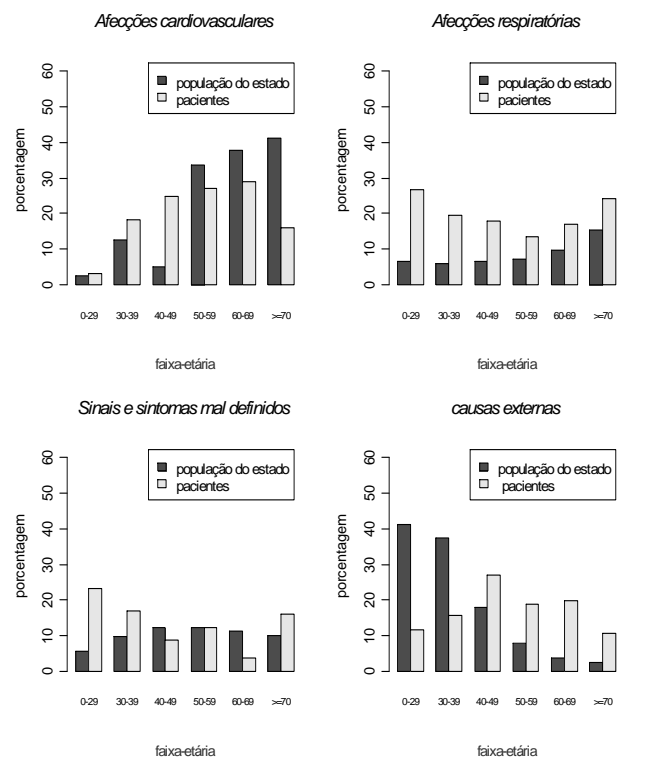 Afecções cardiovasculares
60
50
40
30
20
10
0
porcentagem
população do estado
pacientes
0-29 30-39 40-49 50-59 60-69 >=70
faixa-etária
Afecções respiratórias
60
50
40
30
20
10
0
porcentagem
população do estado
pacientes
0-29 30-39 40-49 50-59 60-69 >=70
faixa-etária
Sinais e sintomas mal definidos
60
50
40
30
20
10
0
porcentagem
população do estado
pacientes
0-29 30-39 40-49 50-59 60-69 >=70
faixa-etária
causas externas
60
50
40
30
20
10
0
porcentagem
população do estado
pacientes
0-29 30-39 40-49 50-59 60-69 >=70
faixa-etária